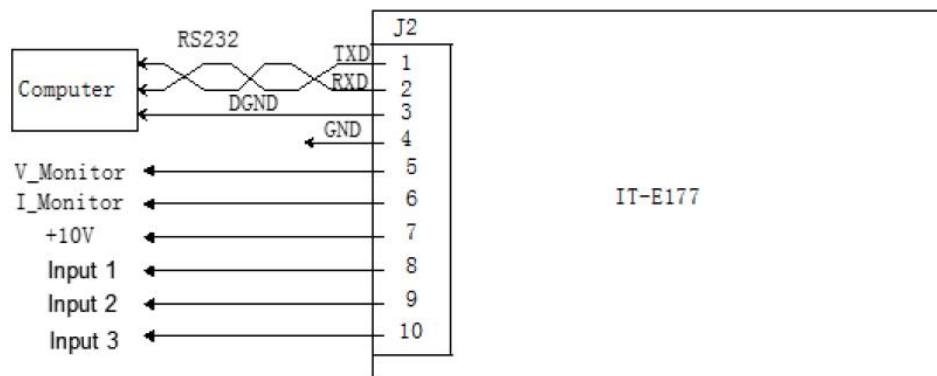 J2
RS232
TXD 1
Computer
RXD 2
DGND 3
GND 4
V_Monitor 5
I_Monitor 6
IT-E177
+10V 7
Input 1 8
Input 2 9
Input 3 10